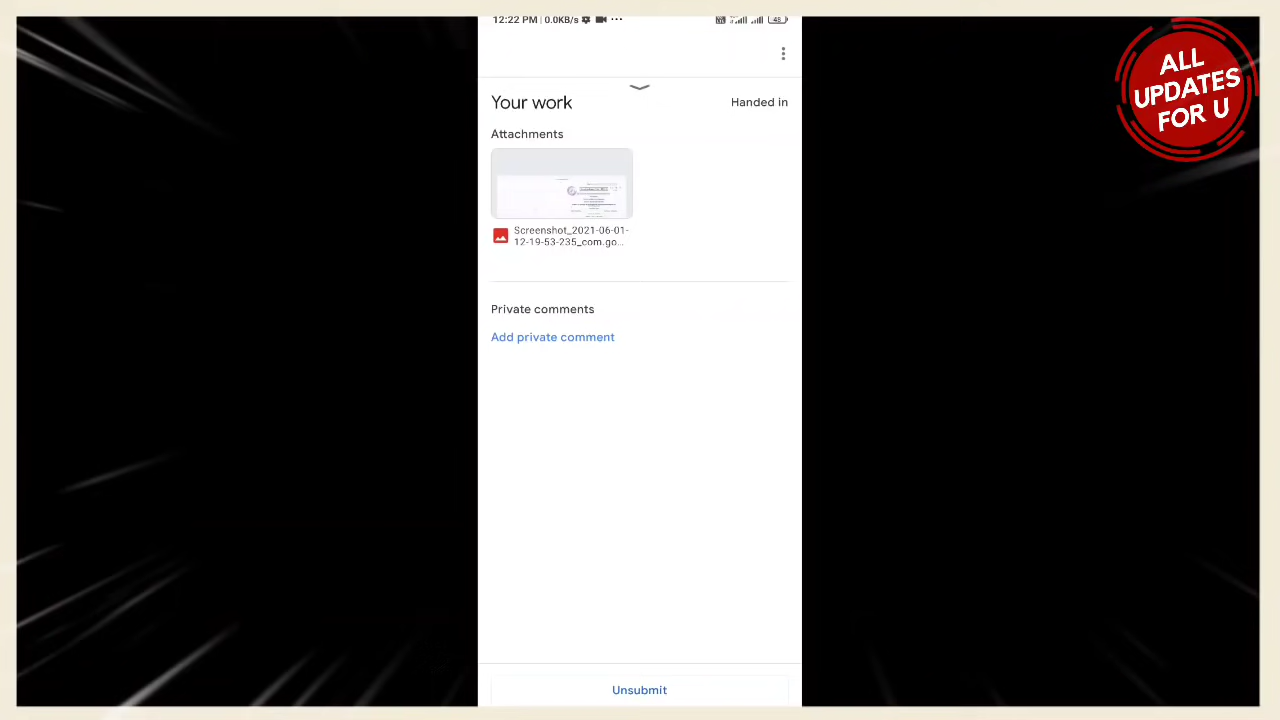 12:22 PM | 0.0KB/s ...
48
ALL
UPDATES
FOR U
Your work
Handed in
Attachments
Screenshot_2021-06-01-
12-19-53-235_com.go...
Private comments
Add private comment
Unsubmit